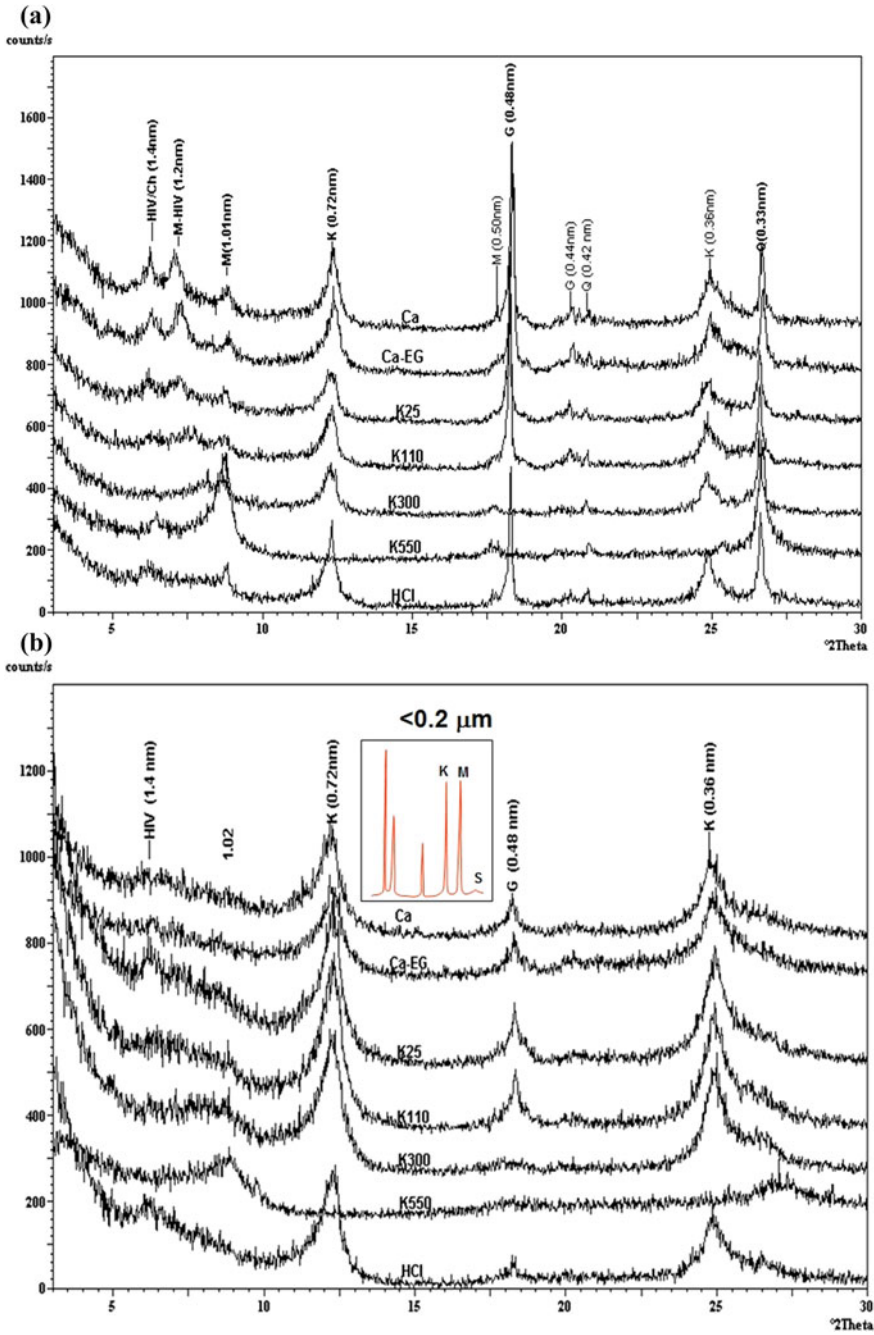 (a)
counts/s
1600
1400
1200
1000
800
600
400
200
0
HIV/Ch (1.4nm)
M-HIV (1.2nm)
M(1.01nm)
K (0.72nm)
M (0.50nm)
G (0.48nm)
G (0.44nm)
Q (0.42 nm)
K (0.36nm)
Q(0.33nm)
Ca
Ca-EG
K25
K110
K300
K550
HCl
5 10 15 20 25 30
°2Theta
(b)
counts/s
1200
1000
800
600
400
200
0
<0.2 µm
K M
S
HIV (1.4 nm)
1.02
K (0.72nm)
G (0.48 nm)
K (0.36 nm)
Ca
Ca-EG
K25
K110
K300
K550
HCl
5 10 15 20 25 30
°2Theta